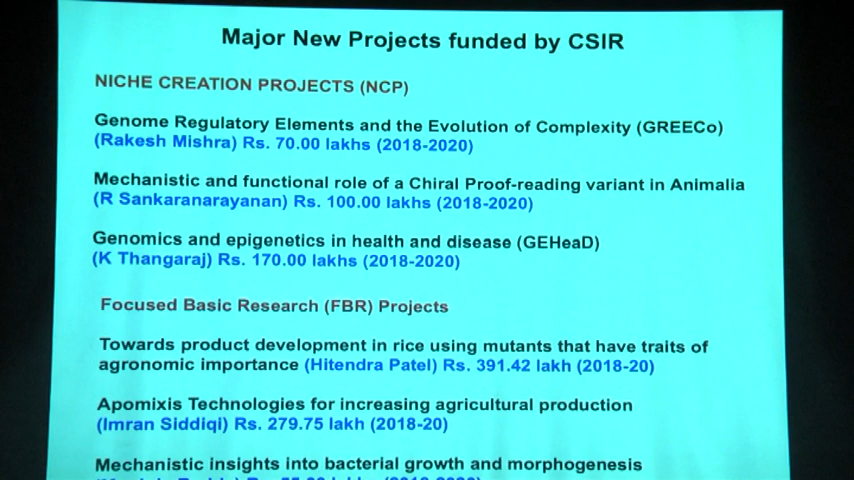 Major New Projects funded by CSIR
NICHE CREATION PROJECTS (NCP)
Genome Regulatory Elements and the Evolution of Complexity (GREECo)
(Rakesh Mishra) Rs. 70.00 lakhs (2018-2020)
Mechanistic and functional role of a Chiral Proof-reading variant in Animalia
(R Sankaranarayanan) Rs. 100.00 lakhs (2018-2020)
Genomics and epigenetics in health and disease (GEHeaD)
(K Thangaraj) Rs. 170.00 lakhs (2018-2020)
Focused Basic Research (FBR) Projects
Towards product development in rice using mutants that have traits of
agronomic importance (Hitendra Patel) Rs. 391.42 lakh (2018-20)
Apomixis Technologies for increasing agricultural production
(Imran Siddiqi) Rs. 279.75 lakh (2018-20)
Mechanistic insights into bacterial growth and morphogenesis